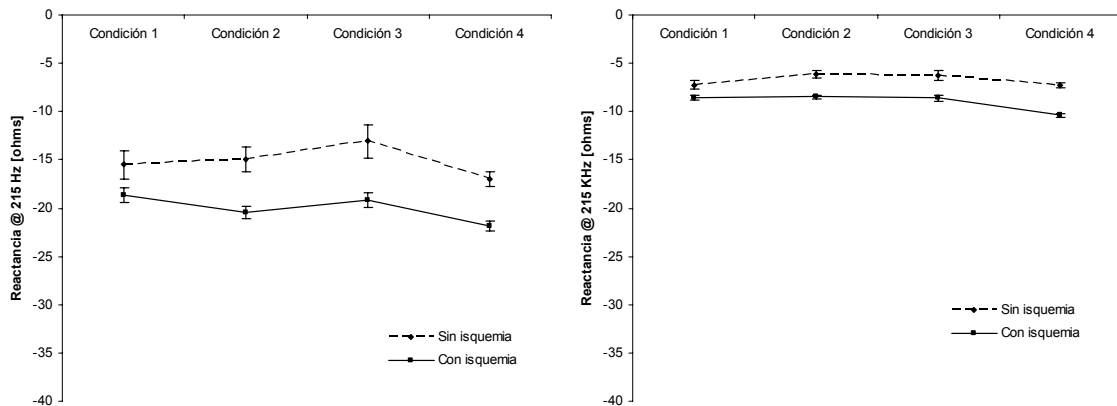 0
Condición 1 Condición 2 Condición 3 Condición 4
-5
-10
-15
-20
-25
-30
-35
-40
Reactancia @ 215 Hz [ohms]
Sin isquemia
Con isquemia
0
Condición 1 Condición 2 Condición 3 Condición 4
-5
-10
-15
-20
-25
-30
-35
-40
Reactancia @ 215 KHz [ohms]
Sin isquemia
Con isquemia